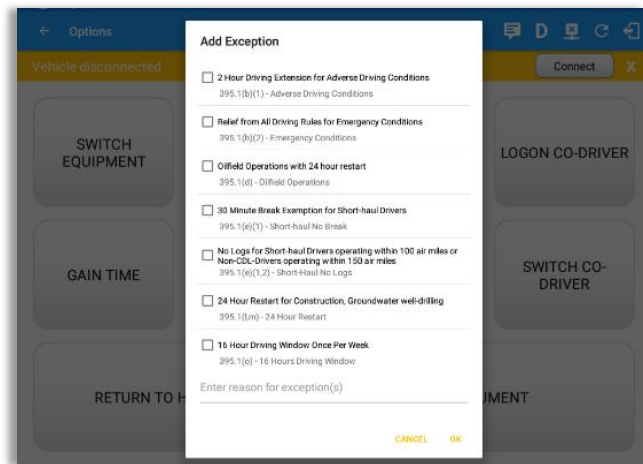 Options
D
Vehicle disconnected
Connect
X
SWITCH
EQUIPMENT
LOGON CO-DRIVER
GAIN TIME
SWITCH CO-
DRIVER
RETURN TO H
UMENT
Add Exception
2 Hour Driving Extension for Adverse Driving Conditions
395.1(b)(1) - Adverse Driving Conditions
Relief from All Driving Rules for Emergency Conditions
395.1(b)(2) - Emergency Conditions
Oilfield Operations with 24 hour restart
395.1(d) - Oilfield Operations
30 Minute Break Exemption for Short-haul Drivers
395.1(e)(1) - Short-haul No Break
No Logs for Short-haul Drivers operating within 100 air miles or
Non-CDL-Drivers operating within 150 air miles
395.1(e)(1,2) - Short-Haul No Logs
24 Hour Restart for Construction, Groundwater well-drilling
395.1(l,m) - 24 Hour Restart
16 Hour Driving Window Once Per Week
395.1(o) - 16 Hours Driving Window
Enter reason for exception(s)
CANCEL
OK